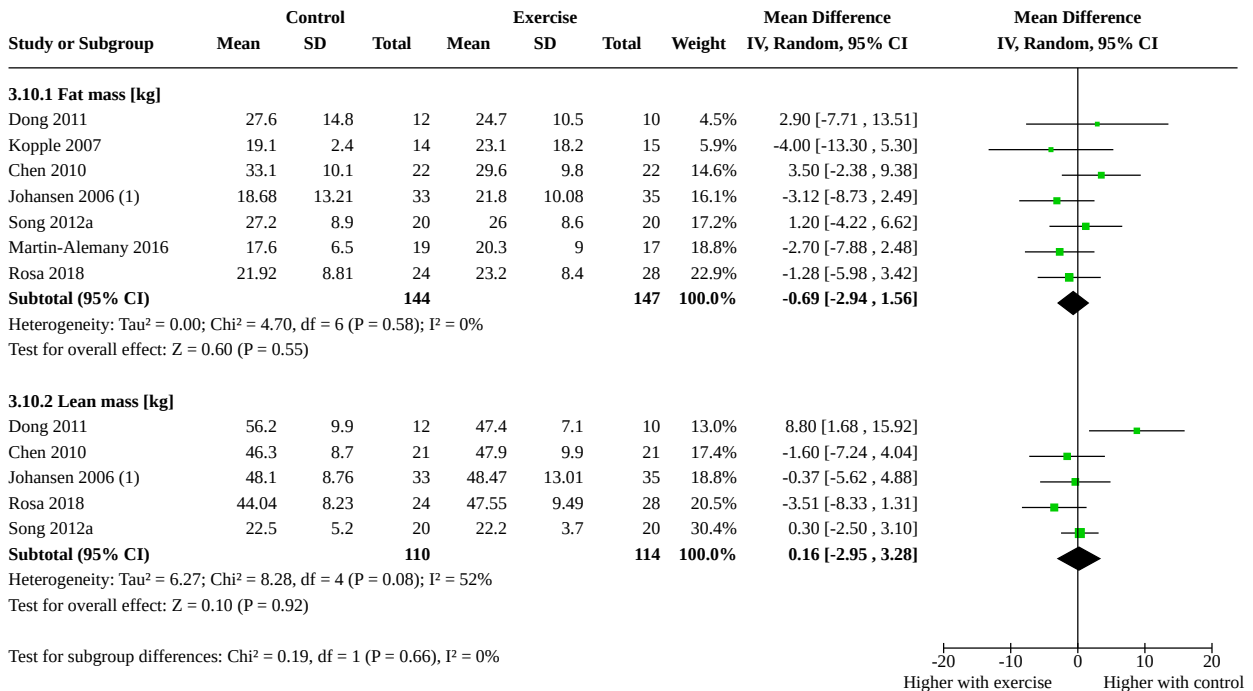 Control Exercise Mean Difference Mean Difference
Study or Subgroup Mean SD Total Mean SD Total Weight IV, Random, 95% CI IV, Random, 95% CI
3.10.1 Fat mass [kg]
Dong 2011 27.6 14.8 12 24.7 10.5 10 4.5% 2.90 [-7.71 , 13.51]
Kopple 2007 19.1 2.4 14 23.1 18.2 15 5.9% -4.00 [-13.30 , 5.30]
Chen 2010 33.1 10.1 22 29.6 9.8 22 14.6% 3.50 [-2.38 , 9.38]
Johansen 2006 (1) 18.68 13.21 33 21.8 10.08 35 16.1% -3.12 [-8.73 , 2.49]
Song 2012a 27.2 8.9 20 26 8.6 20 17.2% 1.20 [-4.22 , 6.62]
Martin-Alemany 2016 17.6 6.5 19 20.3 9 17 18.8% -2.70 [-7.88 , 2.48]
Rosa 2018 21.92 8.81 24 23.2 8.4 28 22.9% -1.28 [-5.98 , 3.42]
Subtotal (95% CI) 144 147 100.0% -0.69 [-2.94 , 1.56]
Heterogeneity: Tau² = 0.00; Chi² = 4.70, df = 6 (P = 0.58); I² = 0%
Test for overall effect: Z = 0.60 (P = 0.55)
3.10.2 Lean mass [kg]
Dong 2011 56.2 9.9 12 47.4 7.1 10 13.0% 8.80 [1.68 , 15.92]
Chen 2010 46.3 8.7 21 47.9 9.9 21 17.4% -1.60 [-7.24 , 4.04]
Johansen 2006 (1) 48.1 8.76 33 48.47 13.01 35 18.8% -0.37 [-5.62 , 4.88]
Rosa 2018 44.04 8.23 24 47.55 9.49 28 20.5% -3.51 [-8.33 , 1.31]
Song 2012a 22.5 5.2 20 22.2 3.7 20 30.4% 0.30 [-2.50 , 3.10]
Subtotal (95% CI) 110 114 100.0% 0.16 [-2.95 , 3.28]
Heterogeneity: Tau² = 6.27; Chi² = 8.28, df = 4 (P = 0.08); I² = 52%
Test for overall effect: Z = 0.10 (P = 0.92)
Test for subgroup differences: Chi² = 0.19, df = 1 (P = 0.66), I² = 0%
-20 -10 0 10 20
Higher with exercise Higher with control